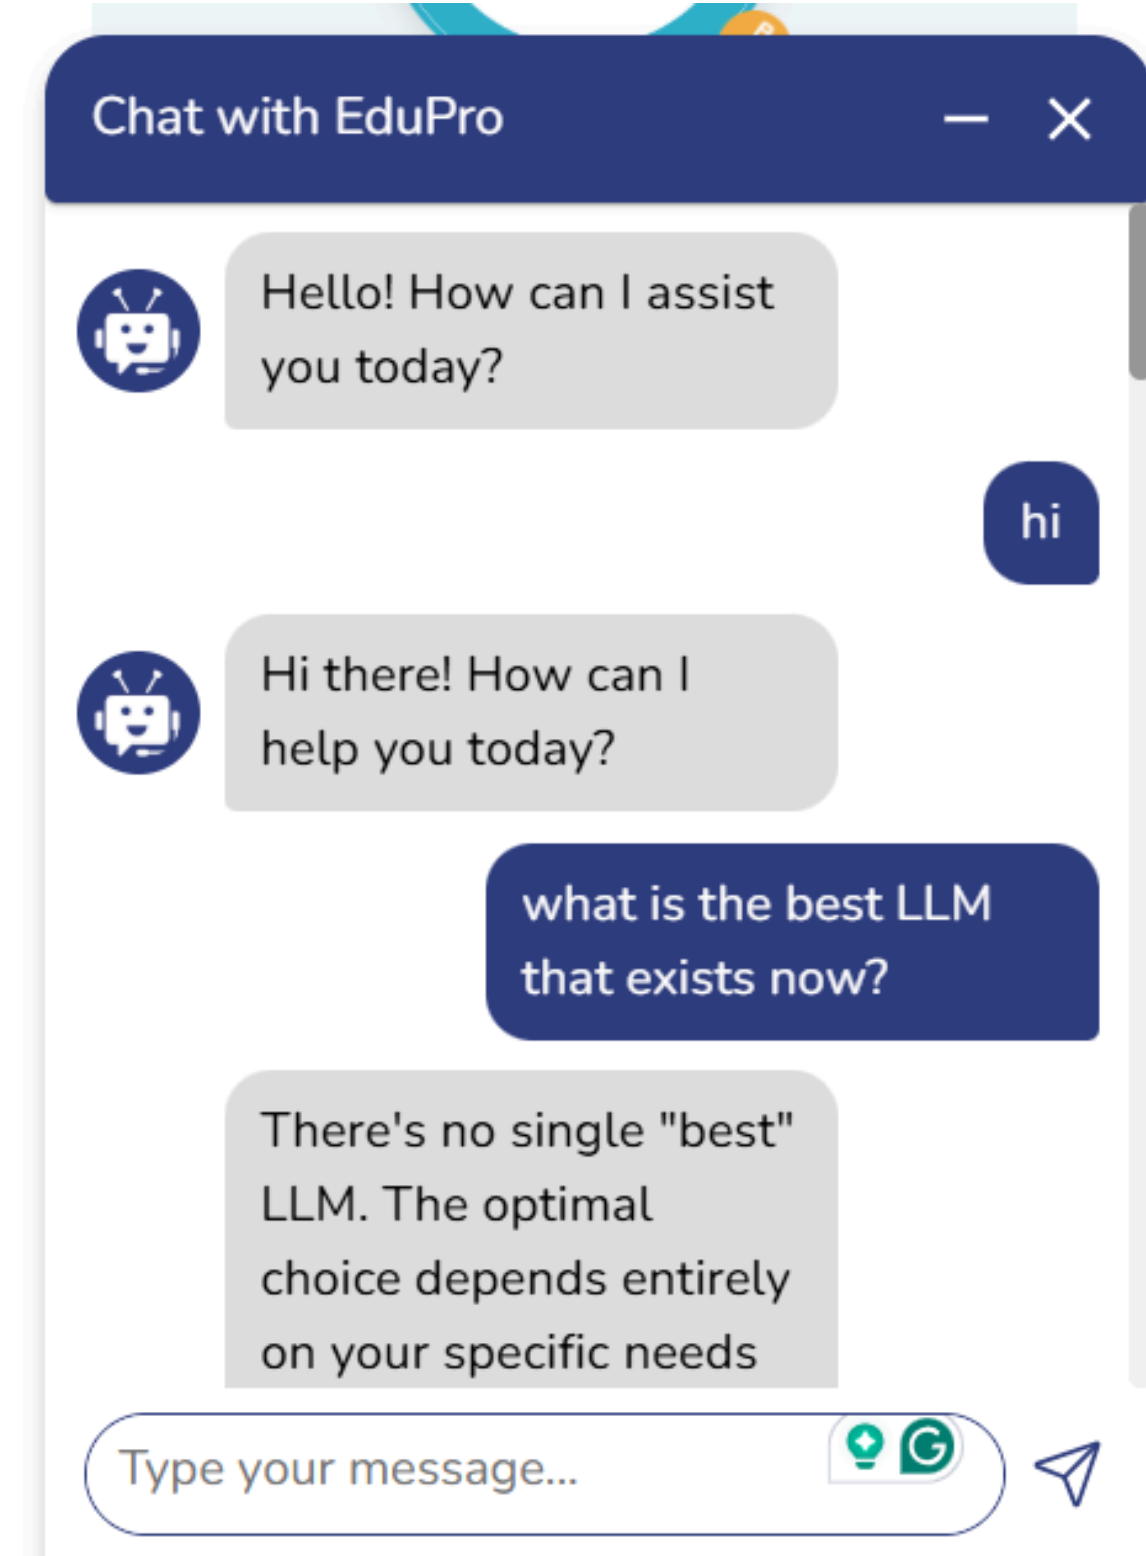 Chat with EduPro
Hello! How can I assist
you today?
hi
Hi there! How can I
help you today?
what is the best LLM
that exists now?
There's no single "best"
LLM. The optimal
choice depends entirely
on your specific needs
Type your message...